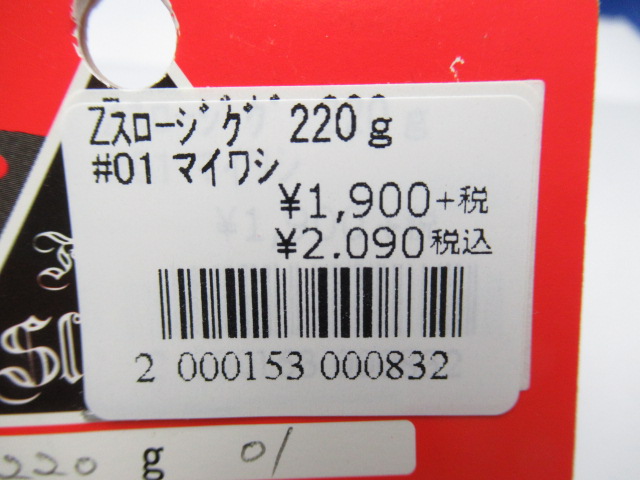 Zスロージグ 220g
#01 マイワシ
¥1,900+税
¥2.090税込
2 000153 000832
220 g 01